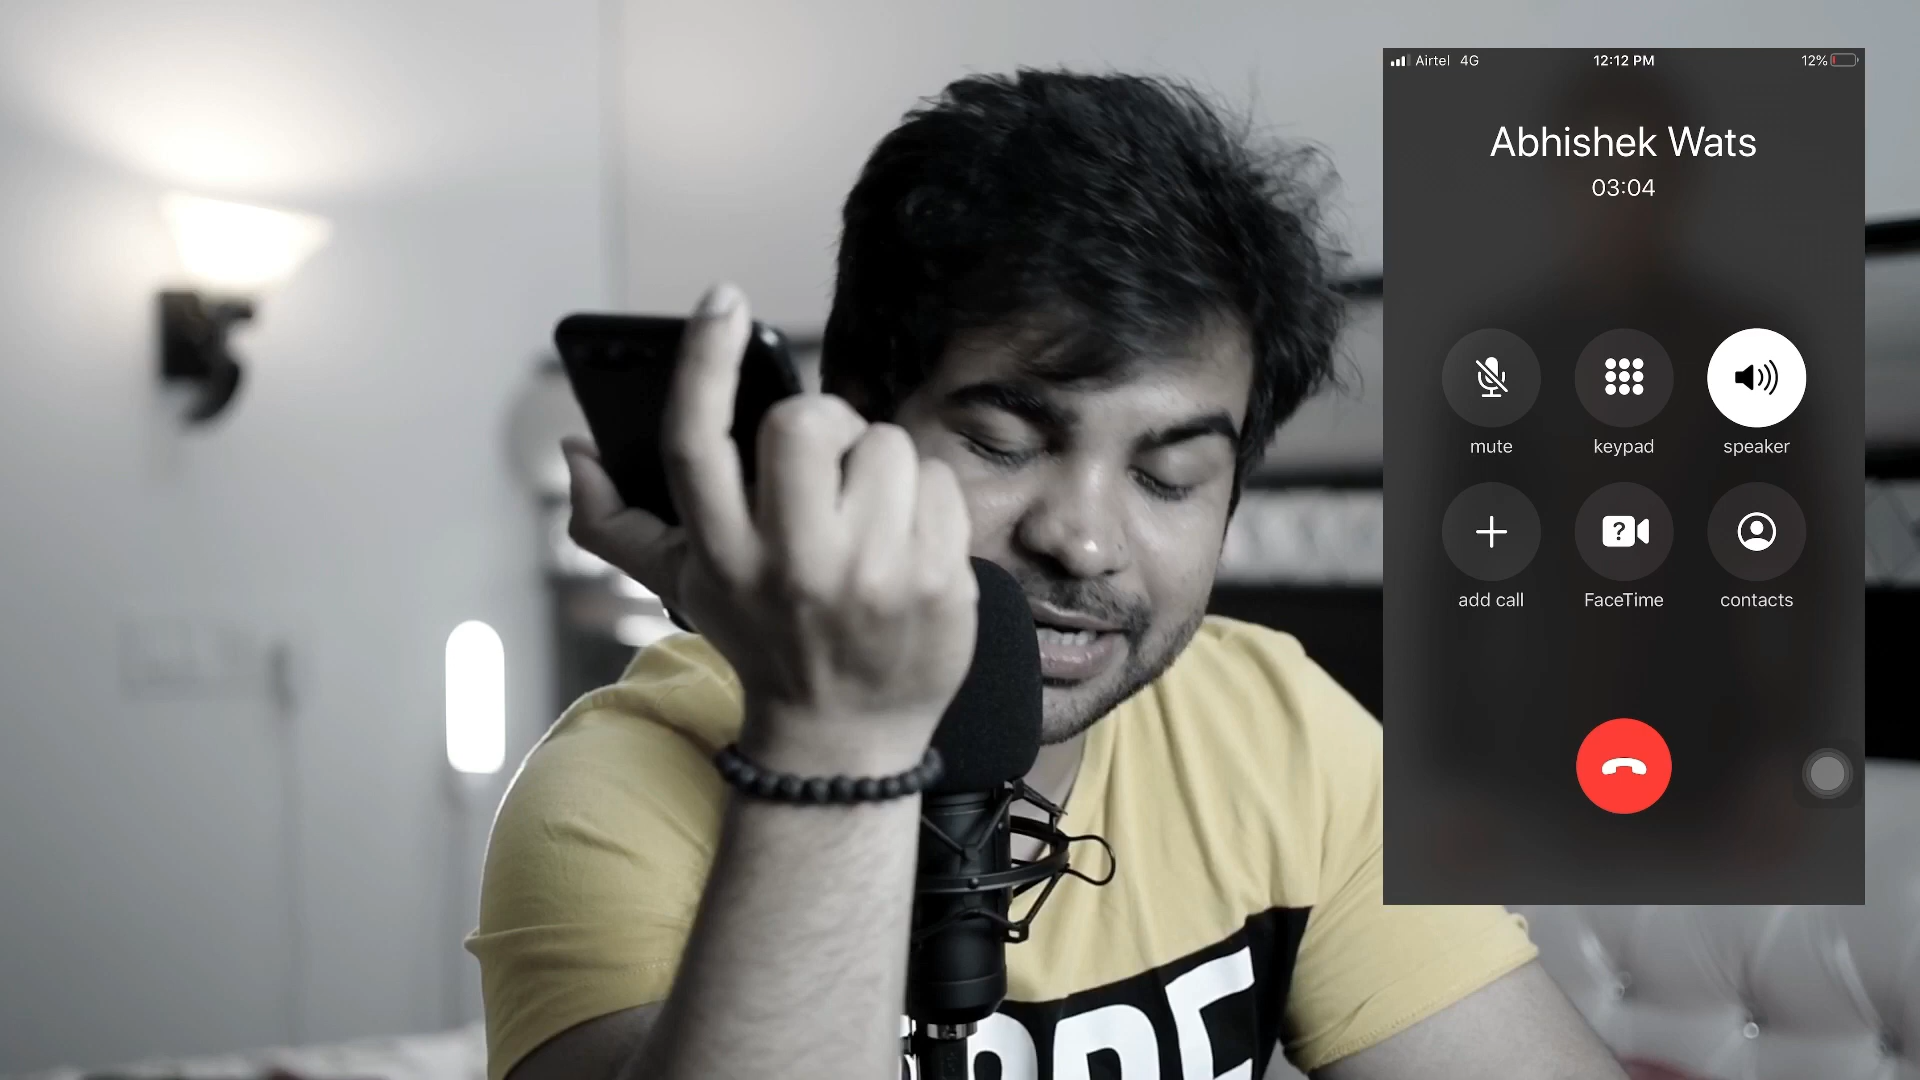 Airtel 4G 12:12 PM 12%
Abhishek Wats
03:04
mute keypad speaker
add call FaceTime contacts